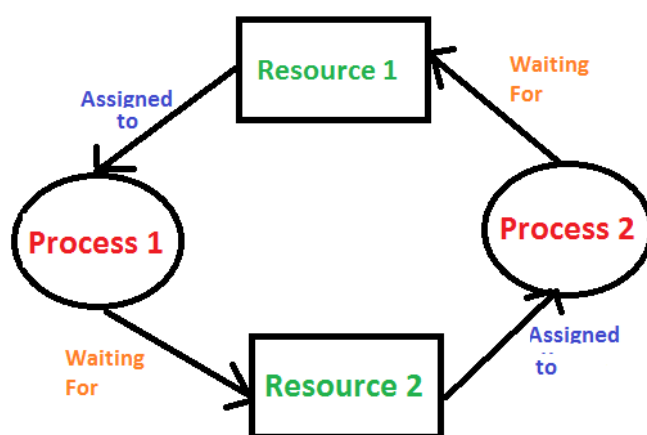 Resource 1
Waiting
For
Assigned
to
Process 1
Process 2
Waiting
For
Resource 2
Assigned
to